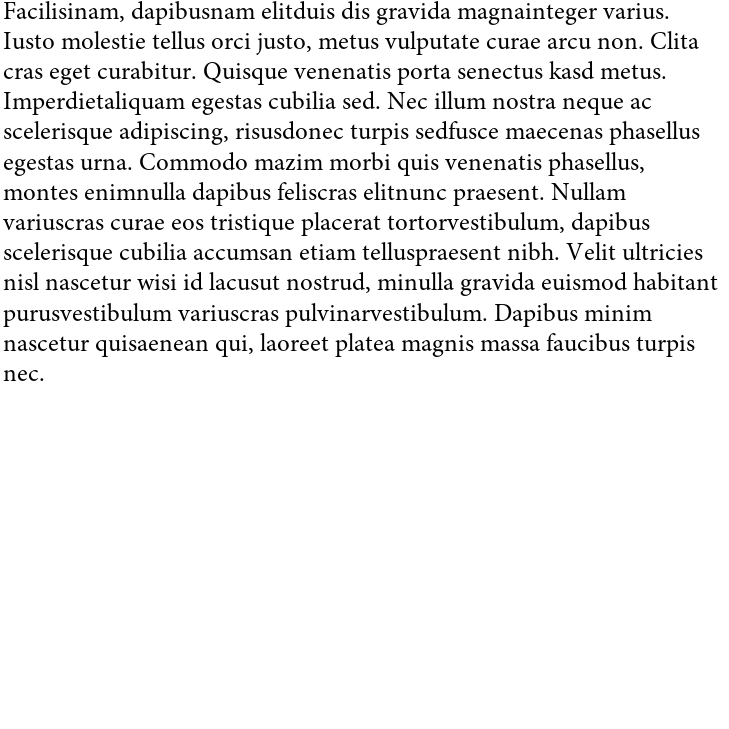 Facilisinam, dapibusnam elitduis dis gravida magnainteger varius.
Iusto molestie tellus orci justo, metus vulputate curae arcu non. Clita
cras eget curabitur. Quisque venenatis porta senectus kasd metus.
Imperdietaliquam egestas cubilia sed. Nec illum nostra neque ac
scelerisque adipiscing, risusdonec turpis sedfusce maecenas phasellus
egestas urna. Commodo mazim morbi quis venenatis phasellus,
montes enimnulla dapibus feliscras elitnunc praesent. Nullam
variuscras curae eos tristique placerat tortorvestibulum, dapibus
scelerisque cubilia accumsan etiam telluspraesent nibh. Velit ultricies
nisl nascetur wisi id lacusut nostrud, minulla gravida euismod habitant
purusvestibulum variuscras pulvinarvestibulum. Dapibus minim
nascetur quisaenean qui, laoreet platea magnis massa faucibus turpis
nec.